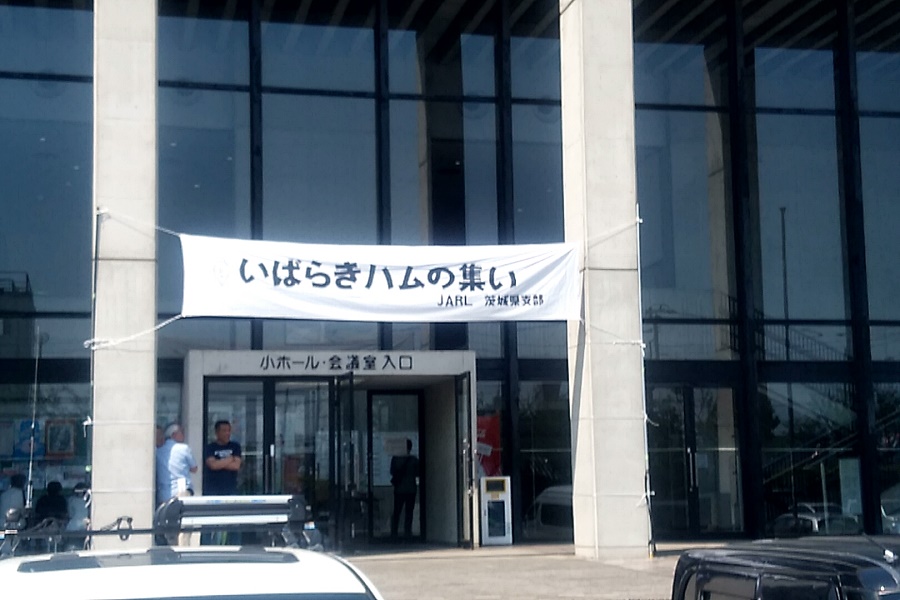 いばらきハムの集い
JARL 茨城県支部
小ホール・会議室入口